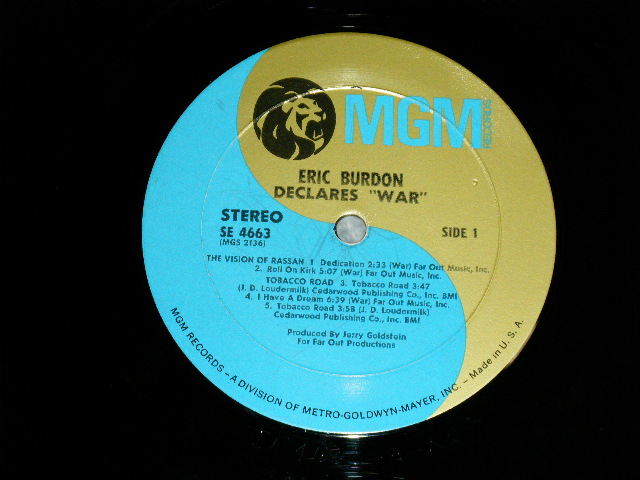 MGM
RECORDS
ERIC BURDON
DECLARES "WAR"
STEREO
SE 4663
(MGS 2136)
SIDE 1
THE VISION OF RASSAN 1 Dedication 2:33 (War) Far Out Music, Inc.
2. Roll On Kirk 5:07 (War) Far Out Music, Inc.
TOBACCO ROAD 3. Tobacco Road 3:47
(J. D. Loudermilk) Cedarwood Publishing Co., Inc. BMI
4. I Have A Dream 6:39 (War) Far Out Music, Inc.
5. Tobacco Road 3:58 (J. D. Loudermilk)
Cedarwood Publishing Co., Inc. BMI
Produced By Jerry Goldstein
For Far Out Productions
MGM RECORDS – A DIVISION OF METRO-GOLDWYN-MAYER, INC. – Made in U. S. A.